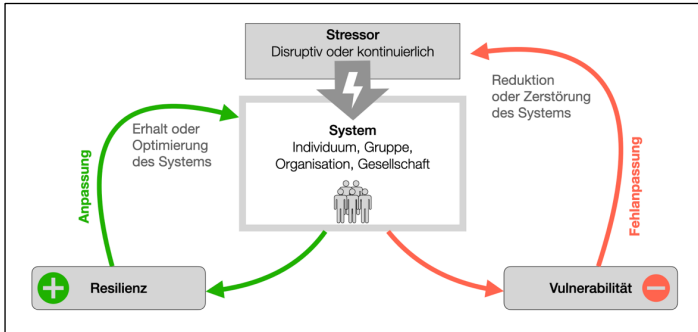 Stressor
Disruptiv oder kontinuierlich
Reduktion
oder Zerstörung
des Systems
Erhalt oder
Optimierung
des Systems
System
Individuum, Gruppe,
Organisation, Gesellschaft
Anpassung
Fehlanpassung
Resilienz
Vulnerabilität